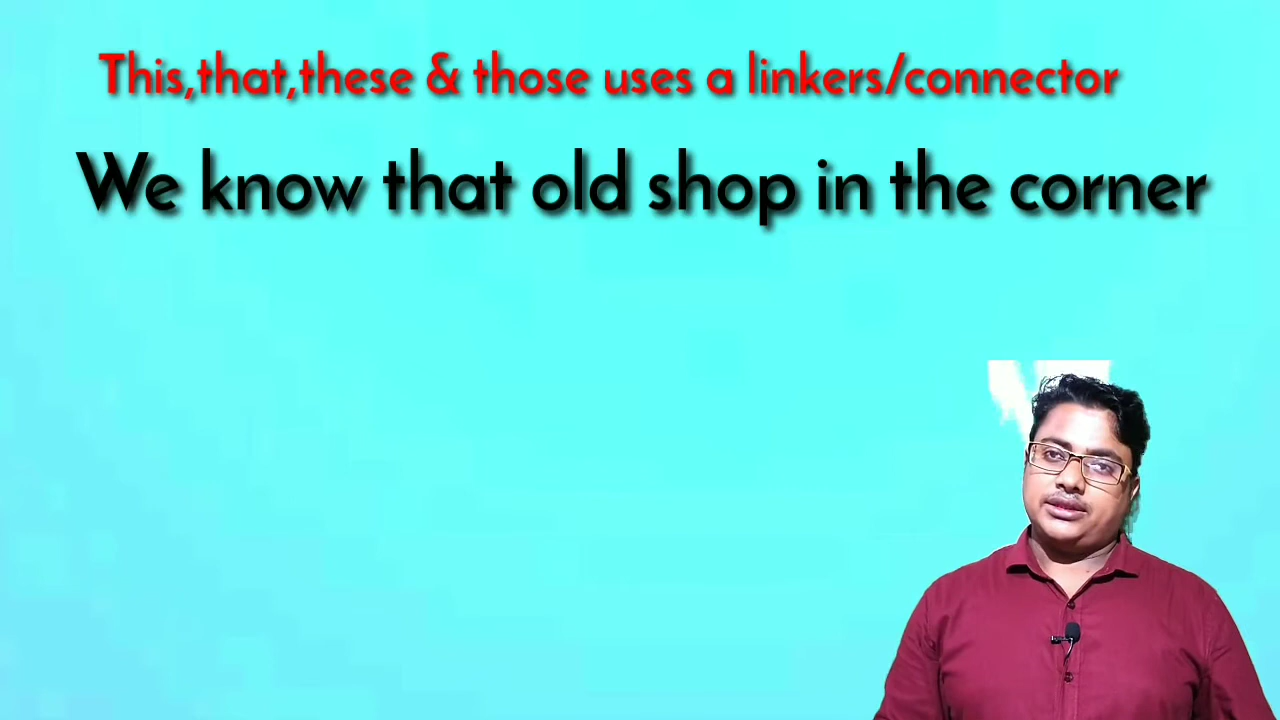 This,that,these & those uses a linkers/connector
We know that old shop in the corner